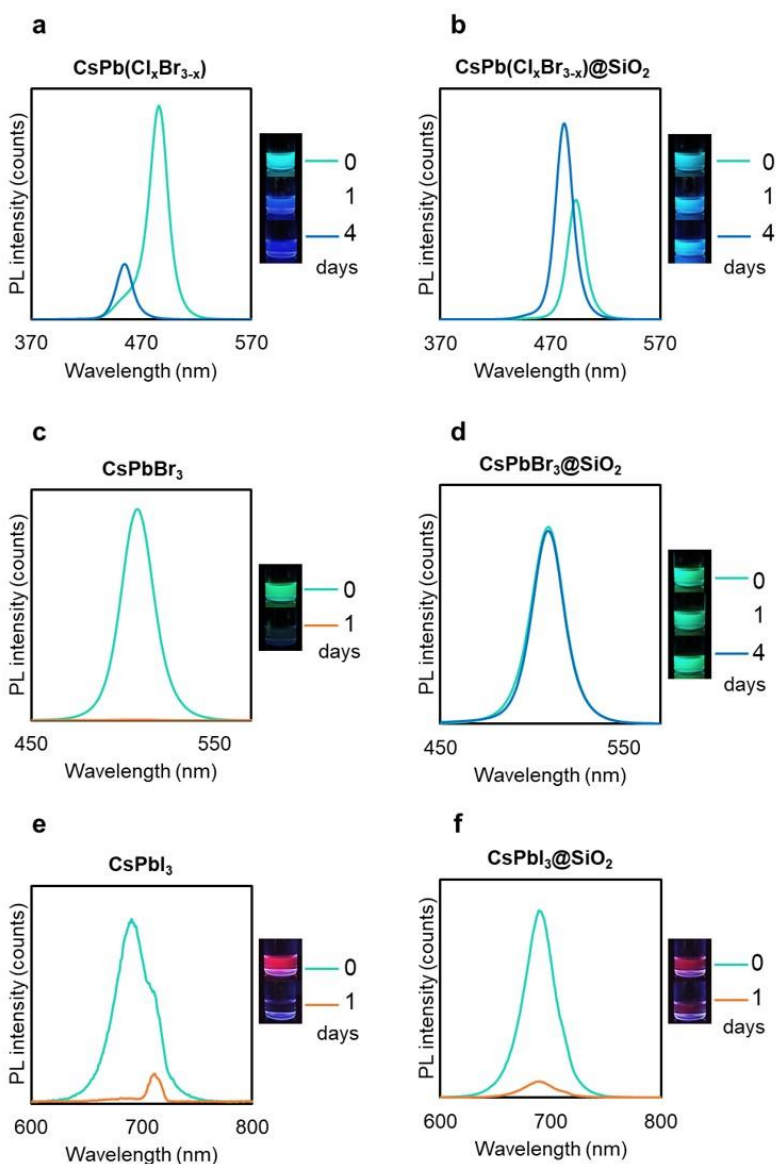 a
CsPb(ClₓBr₃₋ₓ)
PL intensity (counts)
0
1
4
days
370 470 570
Wavelength (nm)
b
CsPb(ClₓBr₃₋ₓ)@SiO₂
PL intensity (counts)
0
1
4
days
370 470 570
Wavelength (nm)
c
CsPbBr₃
PL intensity (counts)
0
1
days
450 550
Wavelength (nm)
d
CsPbBr₃@SiO₂
PL intensity (counts)
0
1
4
days
450 550
Wavelength (nm)
e
CsPbI₃
PL intensity (counts)
0
1
days
600 700 800
Wavelength (nm)
f
CsPbI₃@SiO₂
PL intensity (counts)
0
1
days
600 700 800
Wavelength (nm)